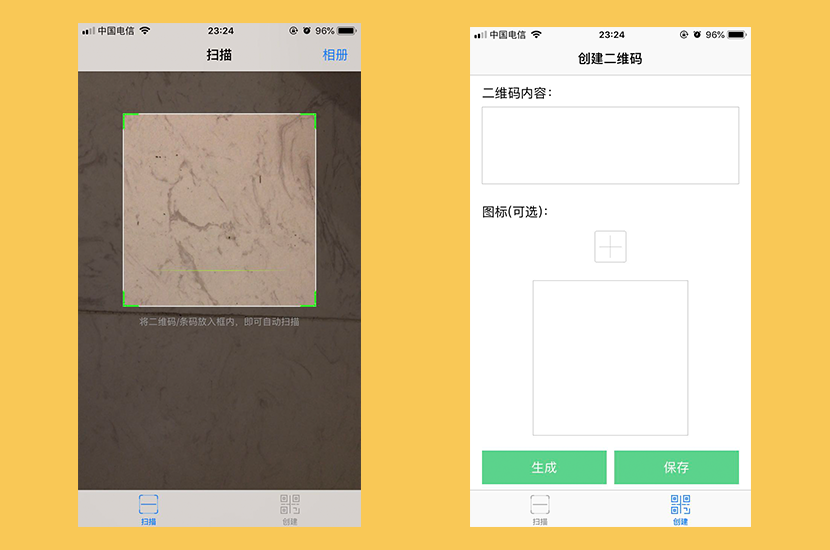 中国电信 23:24 96%
扫描 相册
将二维码/条码放入框内，即可自动扫描
扫描 创建
中国电信 23:24 96%
创建二维码
二维码内容：
图标(可选)：
生成 保存
扫描 创建